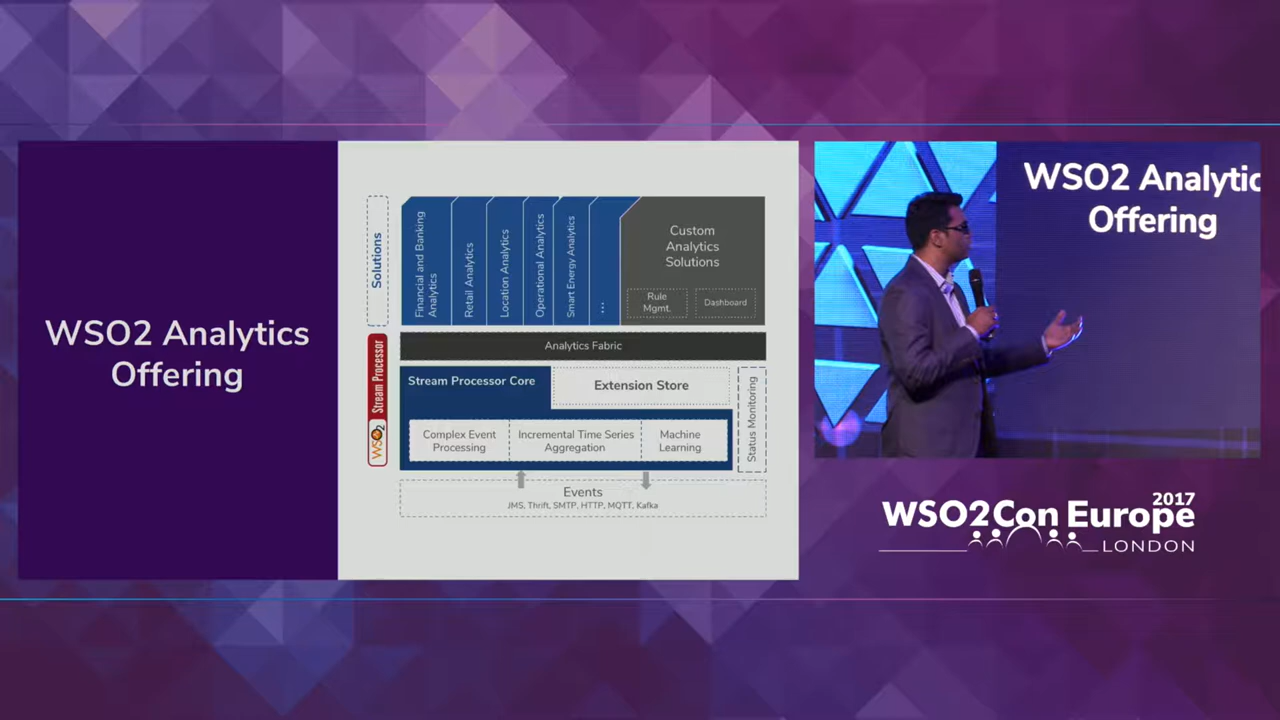 WSO2 Analytics
Offering
Solutions
Financial and Banking
Analytics
Retail Analytics
Location Analytics
Operational Analytics
Smart Energy Analytics
...
Custom
Analytics
Solutions
Rule
Mgmt.
Dashboard
WSO2 Stream Processor
Analytics Fabric
Stream Processor Core
Extension Store
Status Monitoring
Complex Event
Processing
Incremental Time Series
Aggregation
Machine
Learning
Events
JMS, Thrift, SMTP, HTTP, MQTT, Kafka
WSO2 Analytic
Offering
2017
WSO2Con Europe
LONDON